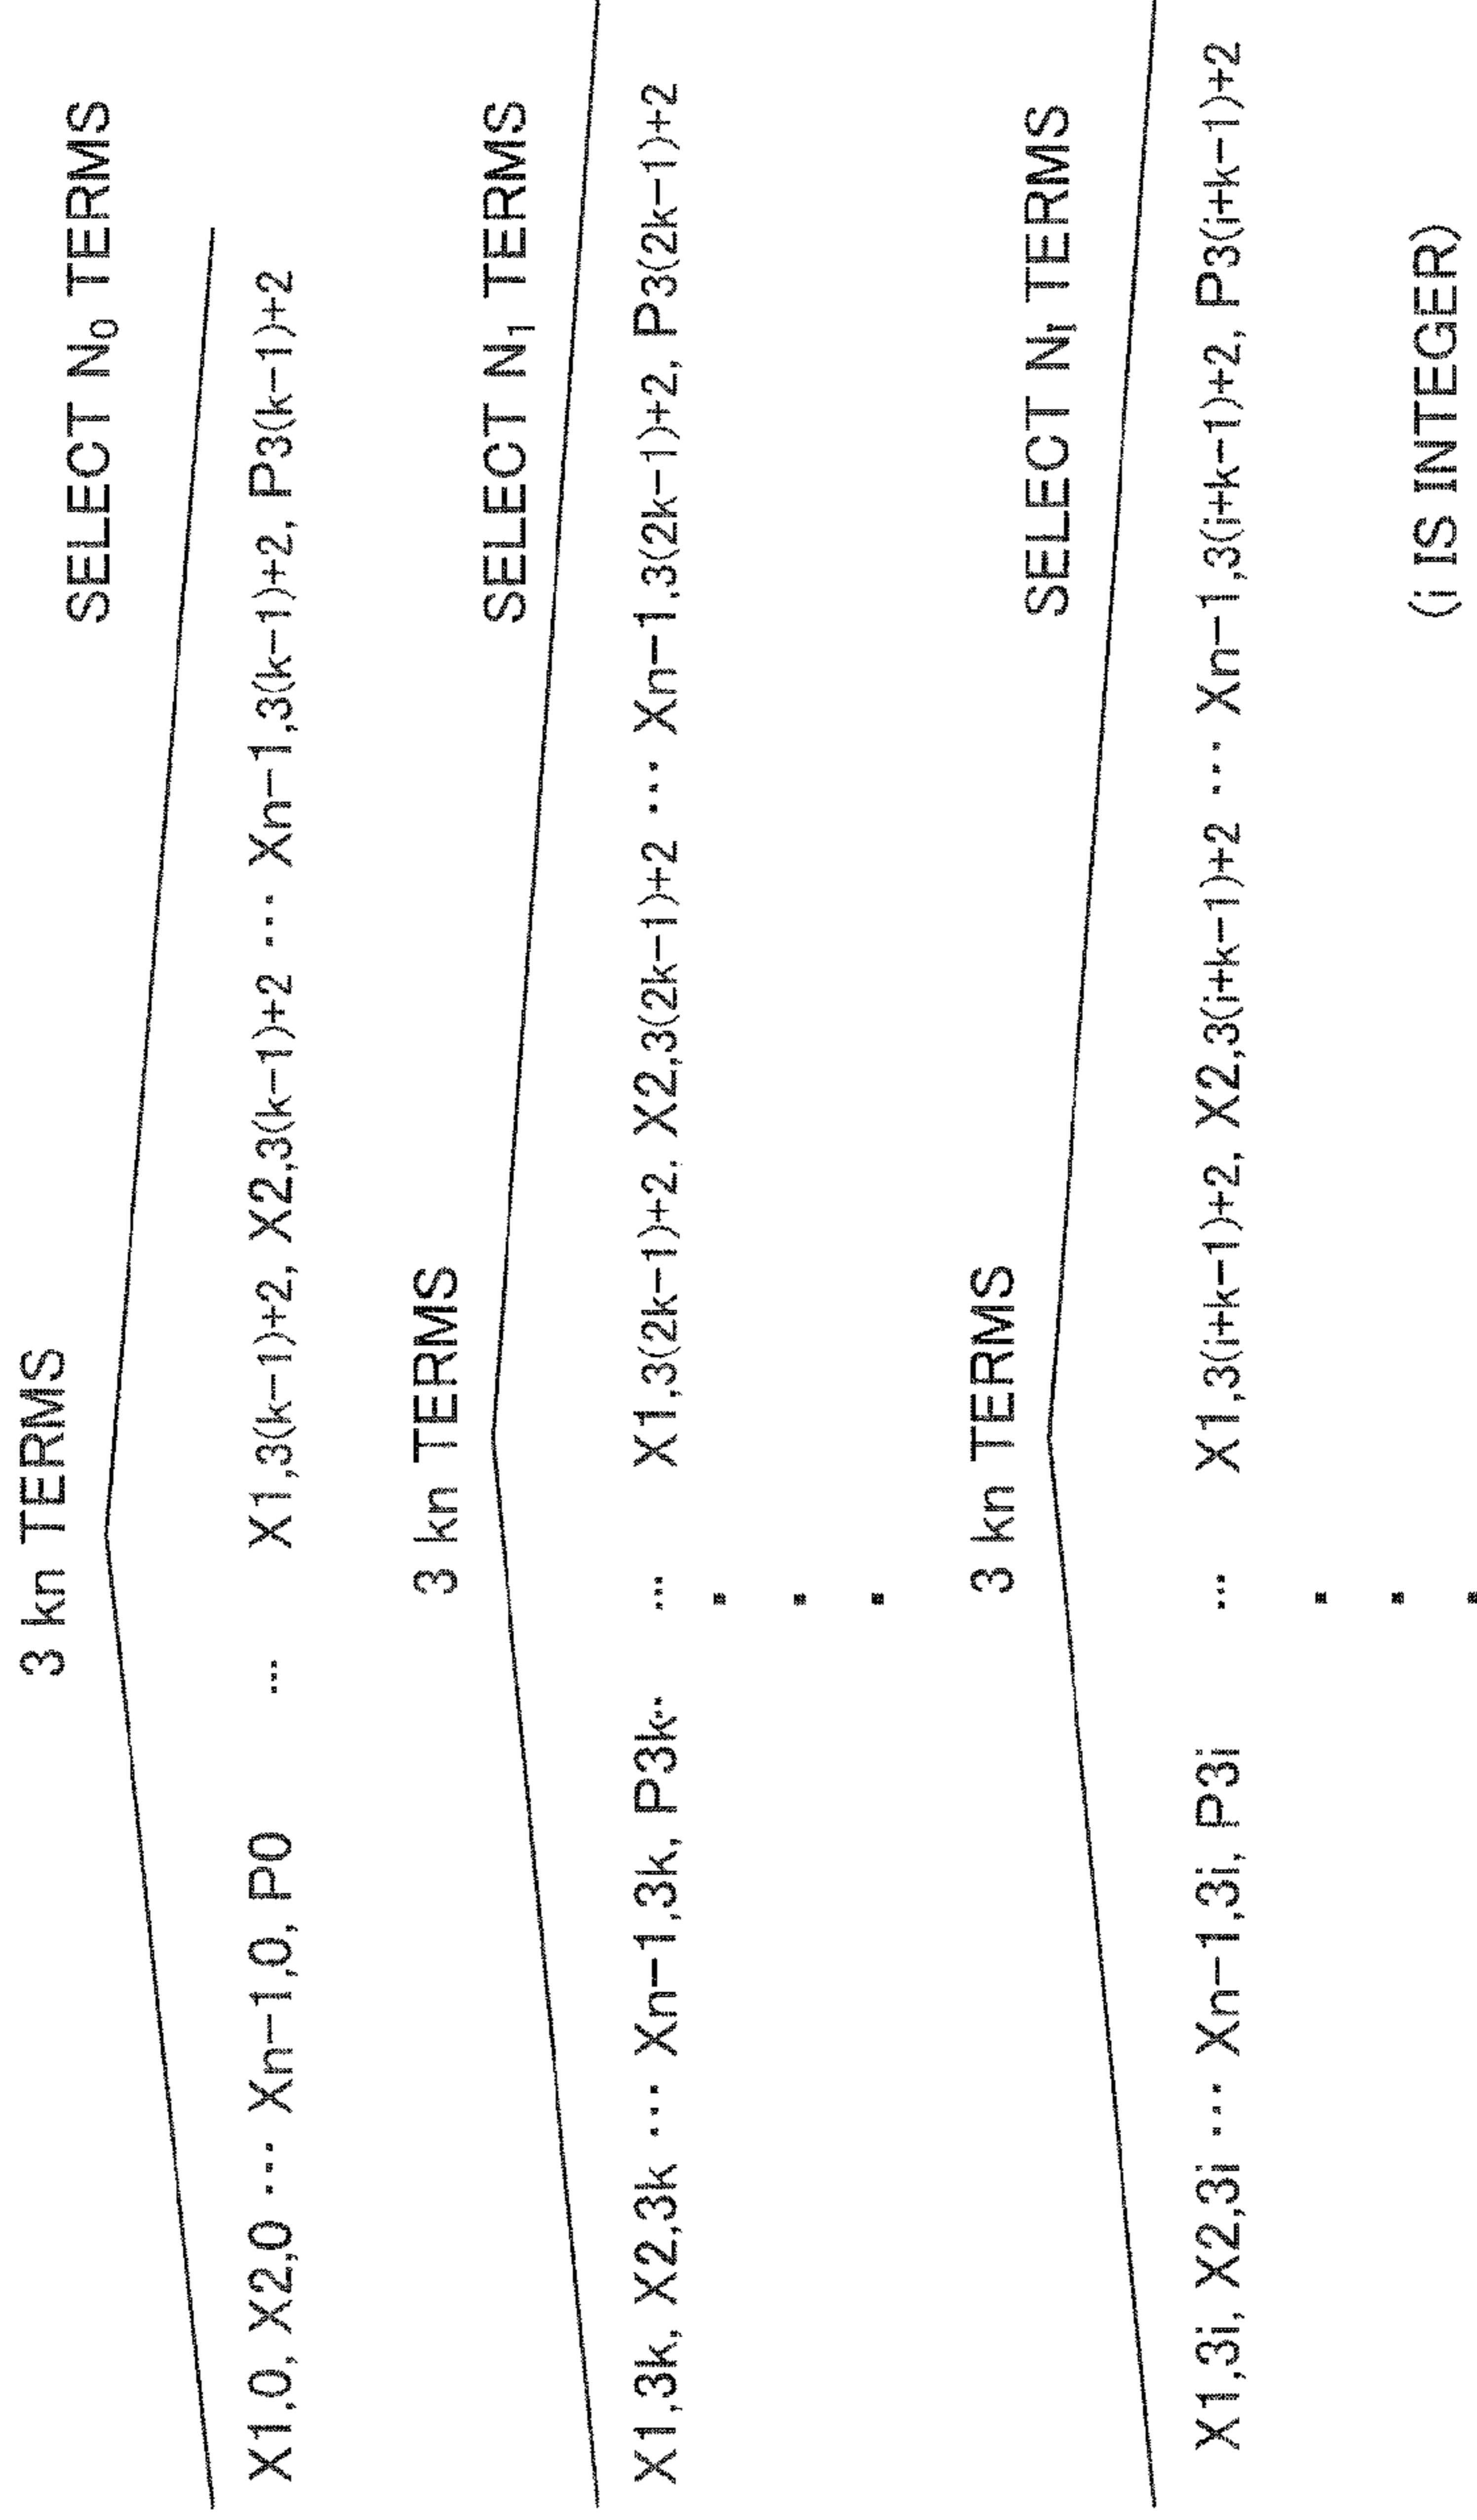 3 kn TERMS
SELECT N0 TERMS
X1,0, X2,0 ··· Xn−1,0, P0 ··· X1,3(k−1)+2, X2,3(k−1)+2 ··· Xn−1,3(k−1)+2, P3(k−1)+2
3 kn TERMS
SELECT N1 TERMS
X1,3k, X2,3k ··· Xn−1,3k, P3k·· ··· X1,3(2k−1)+2, X2,3(2k−1)+2 ··· Xn−1,3(2k−1)+2, P3(2k−1)+2
3 kn TERMS
SELECT Ni TERMS
X1,3i, X2,3i ··· Xn−1,3i, P3i ··· X1,3(i+k−1)+2, X2,3(i+k−1)+2 ··· Xn−1,3(i+k−1)+2, P3(i+k−1)+2
(i IS INTEGER)